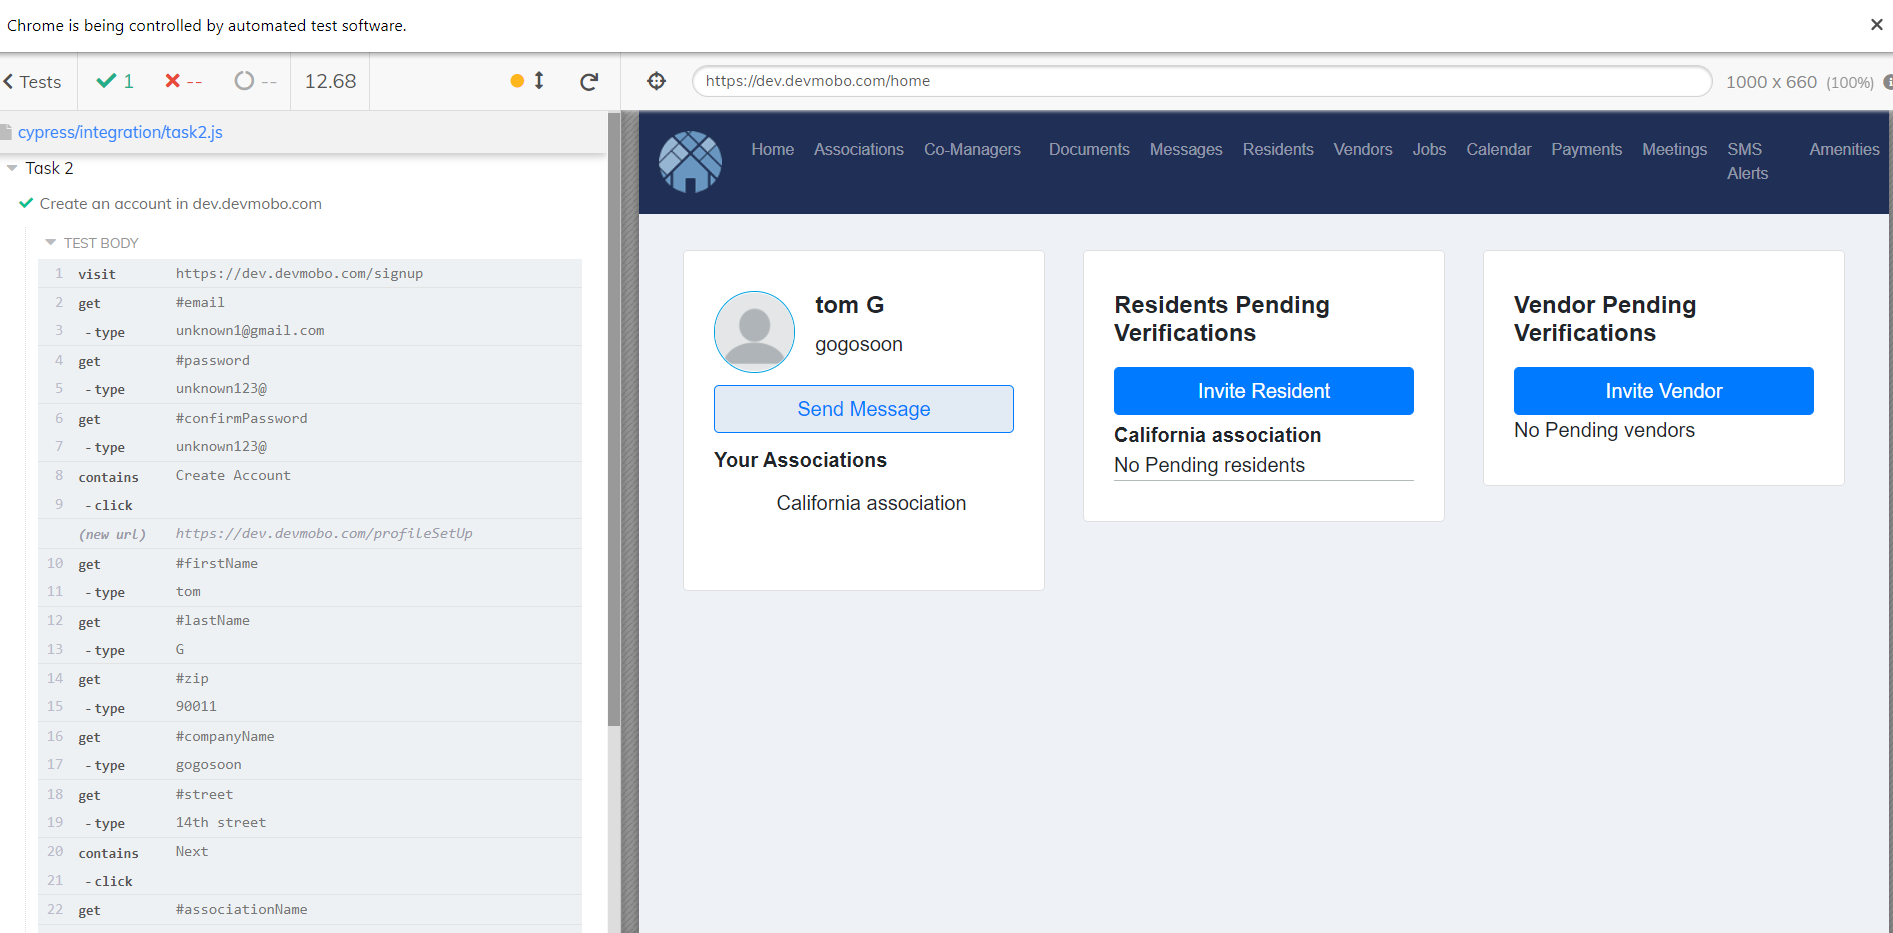 Chrome is being controlled by automated test software.
Tests
1
--
--
12.68
https://dev.devmobo.com/home
1000 x 660 (100%)
cypress/integration/task2.js
Task 2
Create an account in dev.devmobo.com
TEST BODY
1 visit https://dev.devmobo.com/signup
2 get #email
3 -type unknown1@gmail.com
4 get #password
5 -type unknown123@
6 get #confirmPassword
7 -type unknown123@
8 contains Create Account
9 -click
(new url) https://dev.devmobo.com/profileSetUp
10 get #firstName
11 -type tom
12 get #lastName
13 -type G
14 get #zip
15 -type 90011
16 get #companyName
17 -type gogosoon
18 get #street
19 -type 14th street
20 contains Next
21 -click
22 get #associationName
Home Associations Co-Managers Documents Messages Residents Vendors Jobs Calendar Payments Meetings SMS Alerts Amenities
tom G
gogosoon
Send Message
Your Associations
California association
Residents Pending
Verifications
Invite Resident
California association
No Pending residents
Vendor Pending
Verifications
Invite Vendor
No Pending vendors